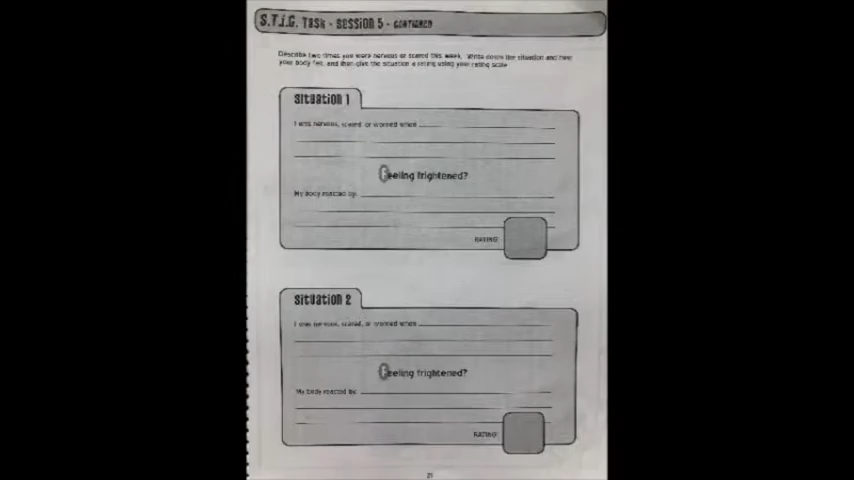 S.T.I.C. Task - Session 5 - continued
Describe two times you were nervous or scared this week. Write down the situation and how
your body felt, and then give the situation a rating using your rating scale.
Situation 1
I was nervous, scared, or worried when
Feeling frightened?
My body reacted by:
RATING:
Situation 2
I was nervous, scared, or worried when
Feeling frightened?
My body reacted by:
RATING: